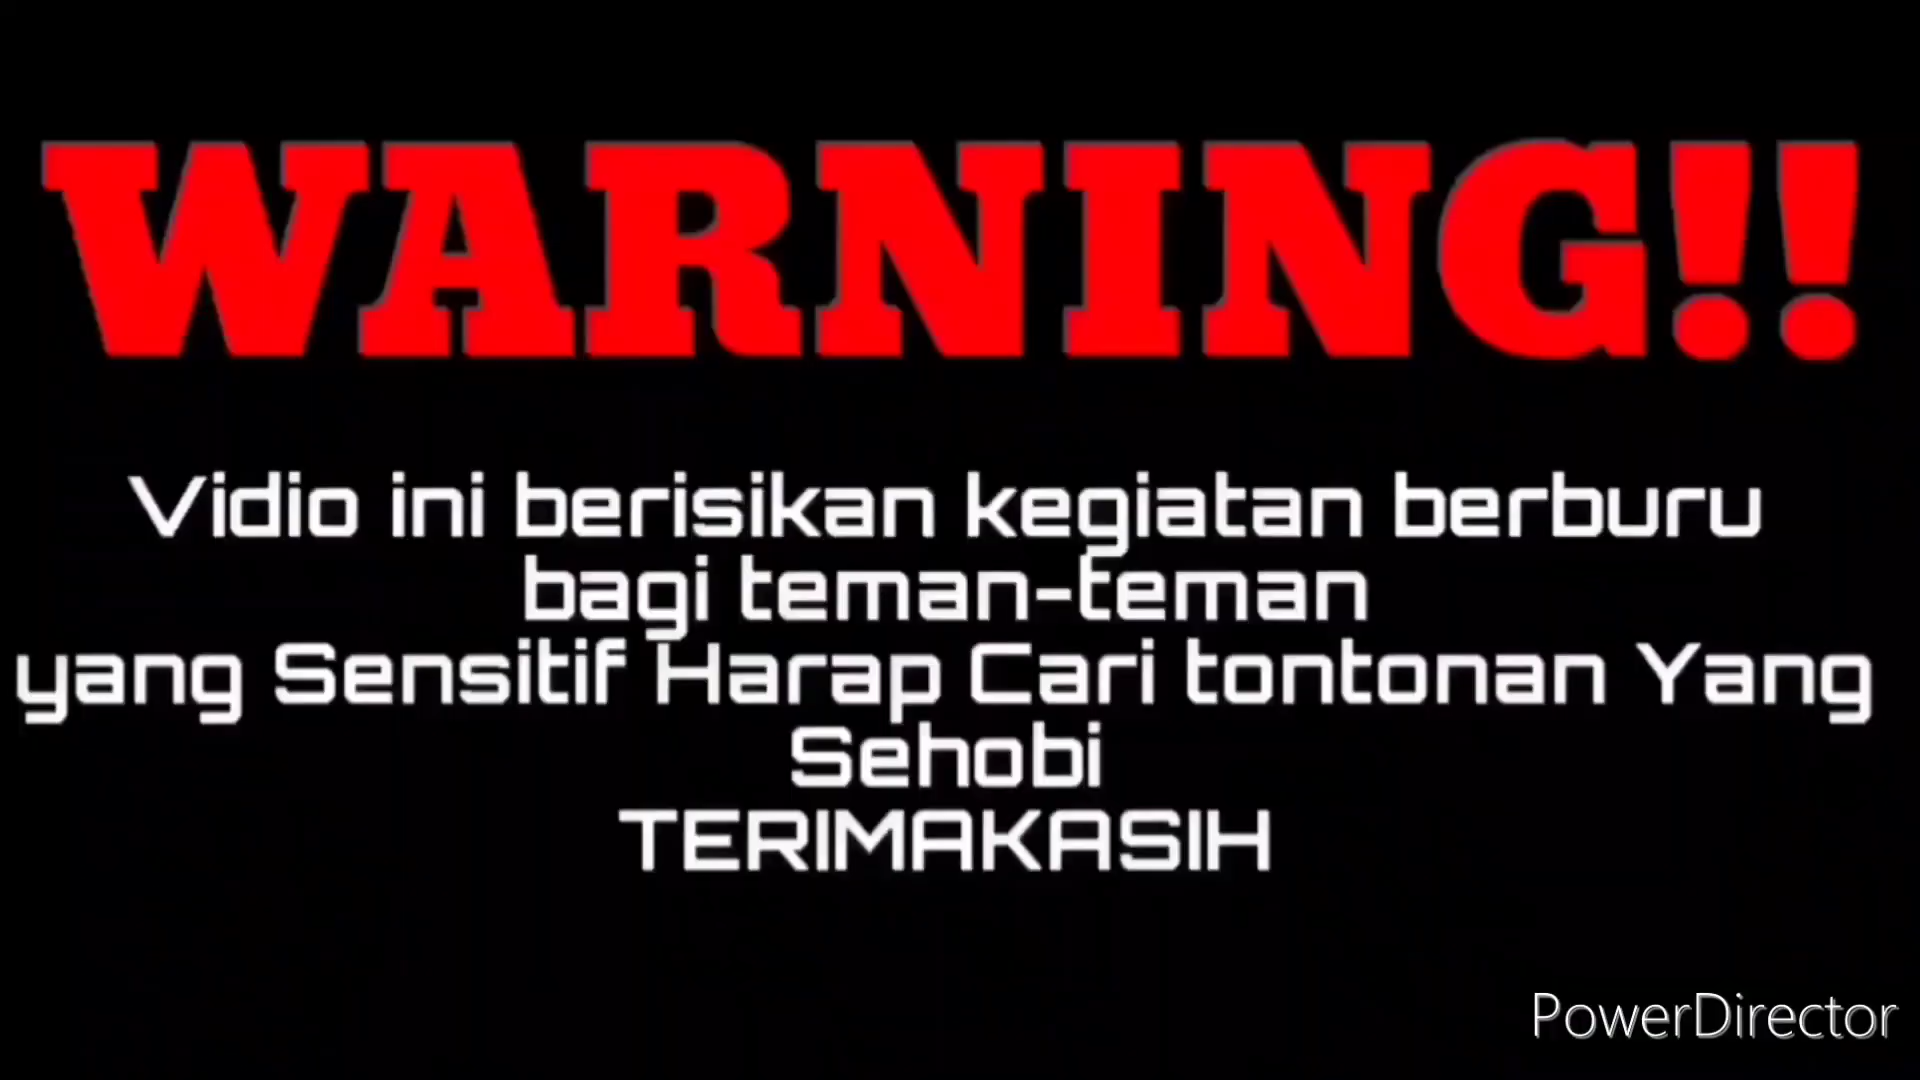 WARNING!!
Vidio ini berisikan kegiatan berburu
bagi teman-teman
yang Sensitif Harap Cari tontonan Yang
Sehobi
TERIMAKASIH
PowerDirector